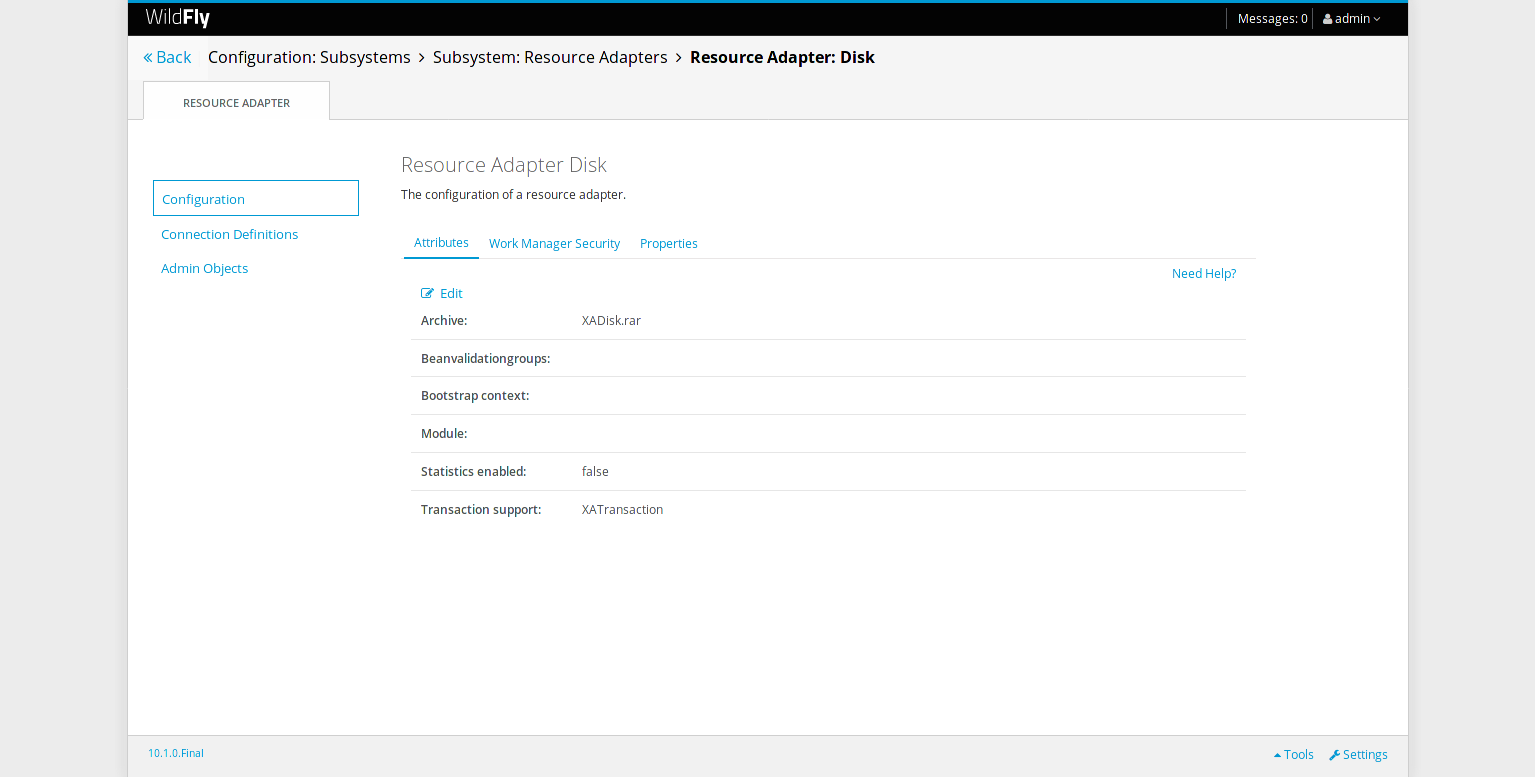 WildFly Messages: 0 admin
« Back Configuration: Subsystems > Subsystem: Resource Adapters > Resource Adapter: Disk
RESOURCE ADAPTER
Resource Adapter Disk
The configuration of a resource adapter.
Configuration
Connection Definitions
Admin Objects
Attributes Work Manager Security Properties
Need Help?
Edit
Archive: XADisk.rar
Beanvalidationgroups:
Bootstrap context:
Module:
Statistics enabled: false
Transaction support: XATransaction
10.1.0.Final Tools Settings